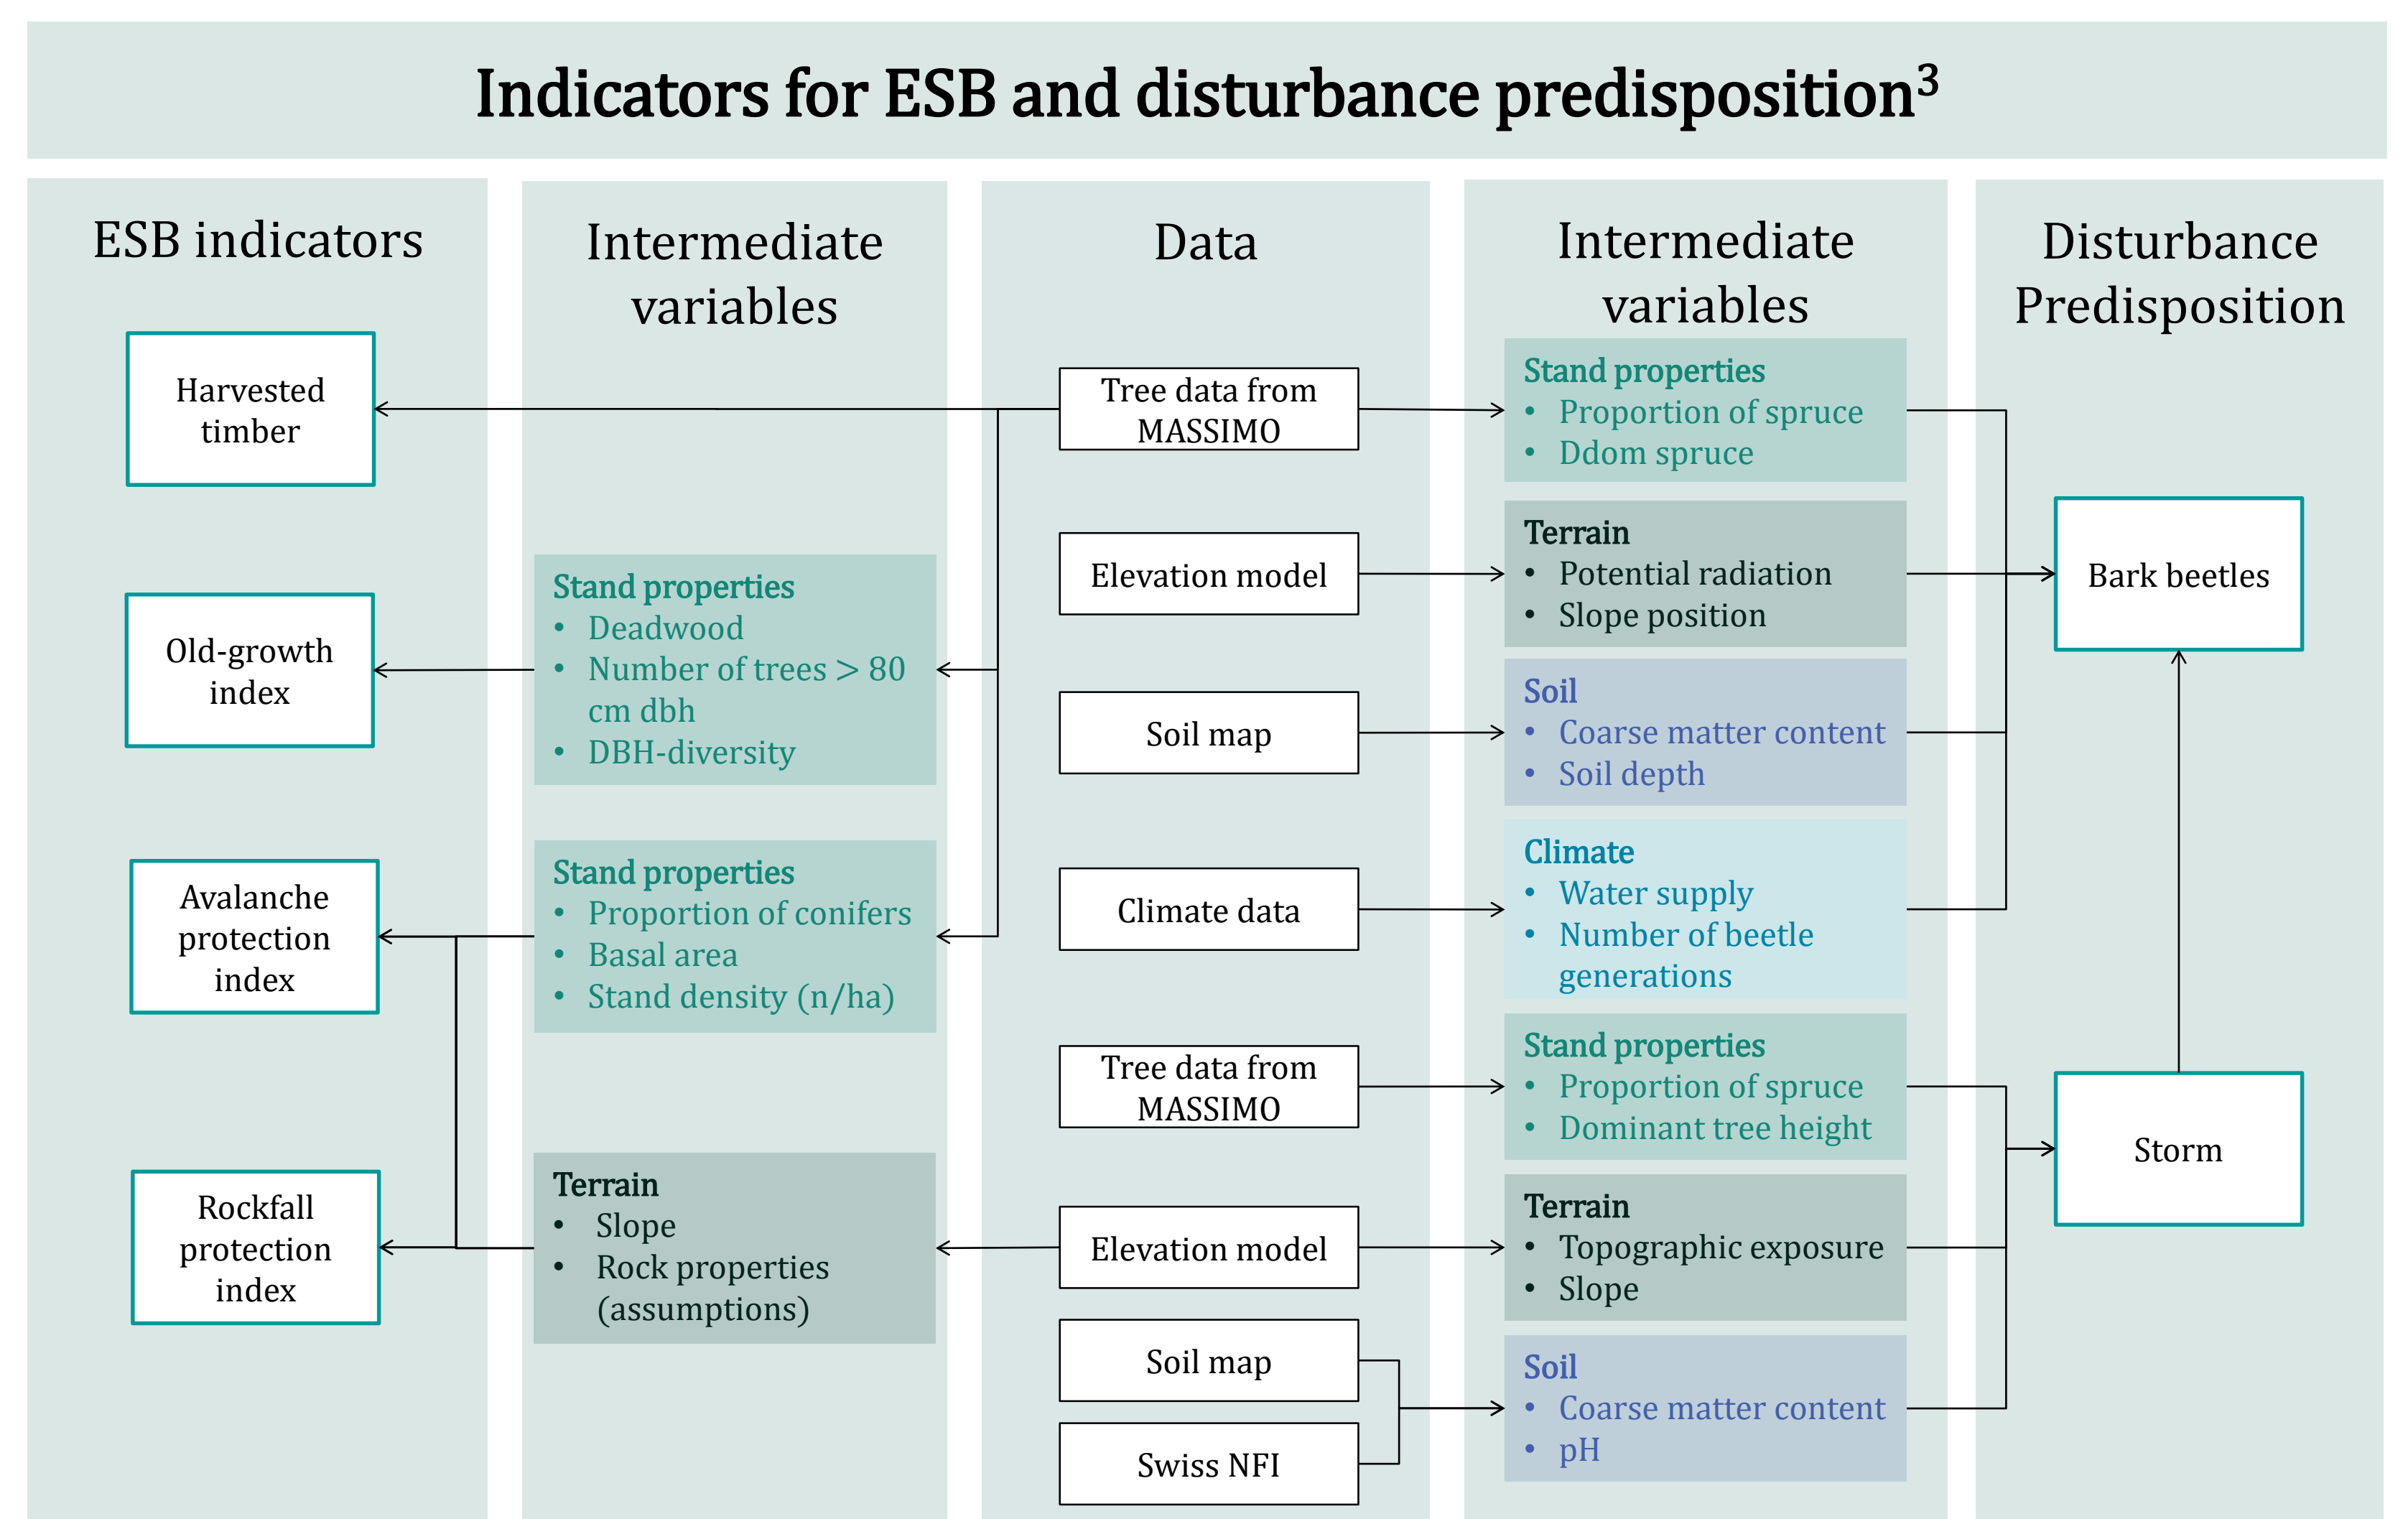 Indicators for ESB and disturbance predisposition³
ESB indicators
Harvested
timber
Old-growth
index
Avalanche
protection
index
Rockfall
protection
index
Intermediate
variables
Stand properties
• Deadwood
• Number of trees > 80
cm dbh
• DBH-diversity
Stand properties
• Proportion of conifers
• Basal area
• Stand density (n/ha)
Terrain
• Slope
• Rock properties
(assumptions)
Data
Tree data from
MASSIMO
Elevation model
Soil map
Climate data
Tree data from
MASSIMO
Elevation model
Soil map
Swiss NFI
Intermediate
variables
Stand properties
• Proportion of spruce
• Ddom spruce
Terrain
• Potential radiation
• Slope position
Soil
• Coarse matter content
• Soil depth
Climate
• Water supply
• Number of beetle
generations
Stand properties
• Proportion of spruce
• Dominant tree height
Terrain
• Topographic exposure
• Slope
Soil
• Coarse matter content
• pH
Disturbance
Predisposition
Bark beetles
Storm